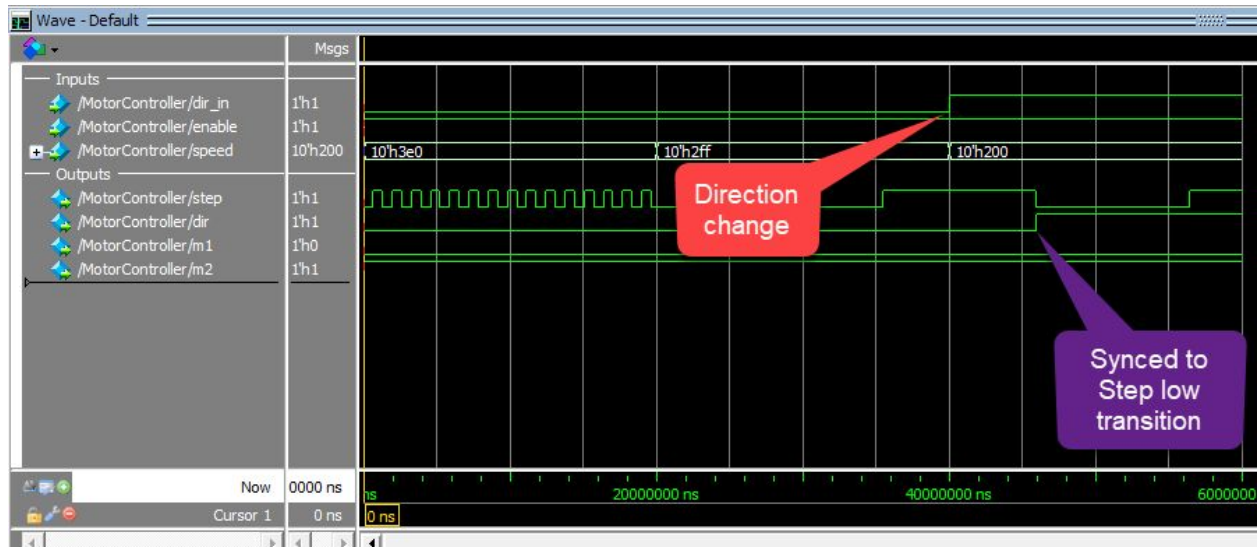 Wave - Default
Msgs
Inputs
/MotorController/dir_in 1'h1
/MotorController/enable 1'h1
/MotorController/speed 10'h200 10'h3e0 10'h2ff 10'h200
Outputs
/MotorController/step 1'h1
/MotorController/dir 1'h1
/MotorController/m1 1'h0
/MotorController/m2 1'h1
Direction
change
Synced to
Step low
transition
Now 0000 ns ns 20000000 ns 40000000 ns 6000000
Cursor 1 0 ns 0 ns